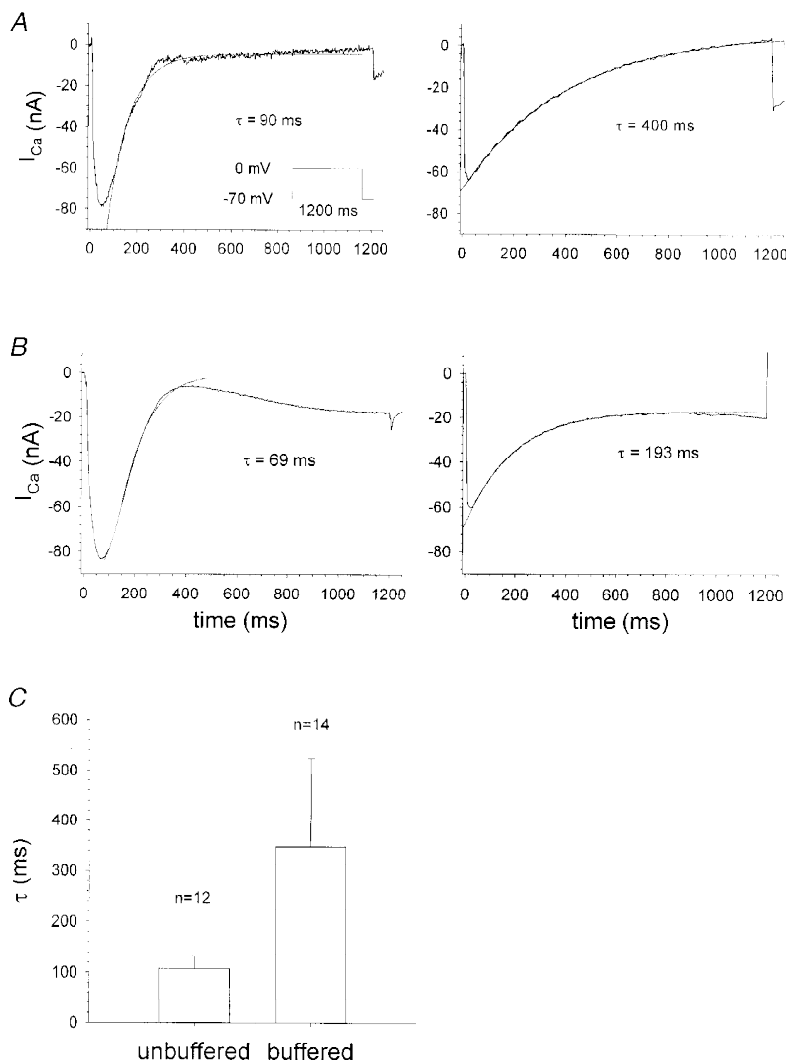 A
I_Ca (nA)
0
-20
-40
-60
-80
τ = 90 ms
0 mV
-70 mV
1200 ms
0 200 400 600 800 1000 1200
0
-20
-40
-60
-80
τ = 400 ms
0 200 400 600 800 1000 1200
B
I_Ca (nA)
0
-20
-40
-60
-80
τ = 69 ms
0 200 400 600 800 1000 1200
time (ms)
0
-20
-40
-60
-80
τ = 193 ms
0 200 400 600 800 1000 1200
time (ms)
C
τ (ms)
600
500
400
300
200
100
0
n=12
n=14
unbuffered buffered